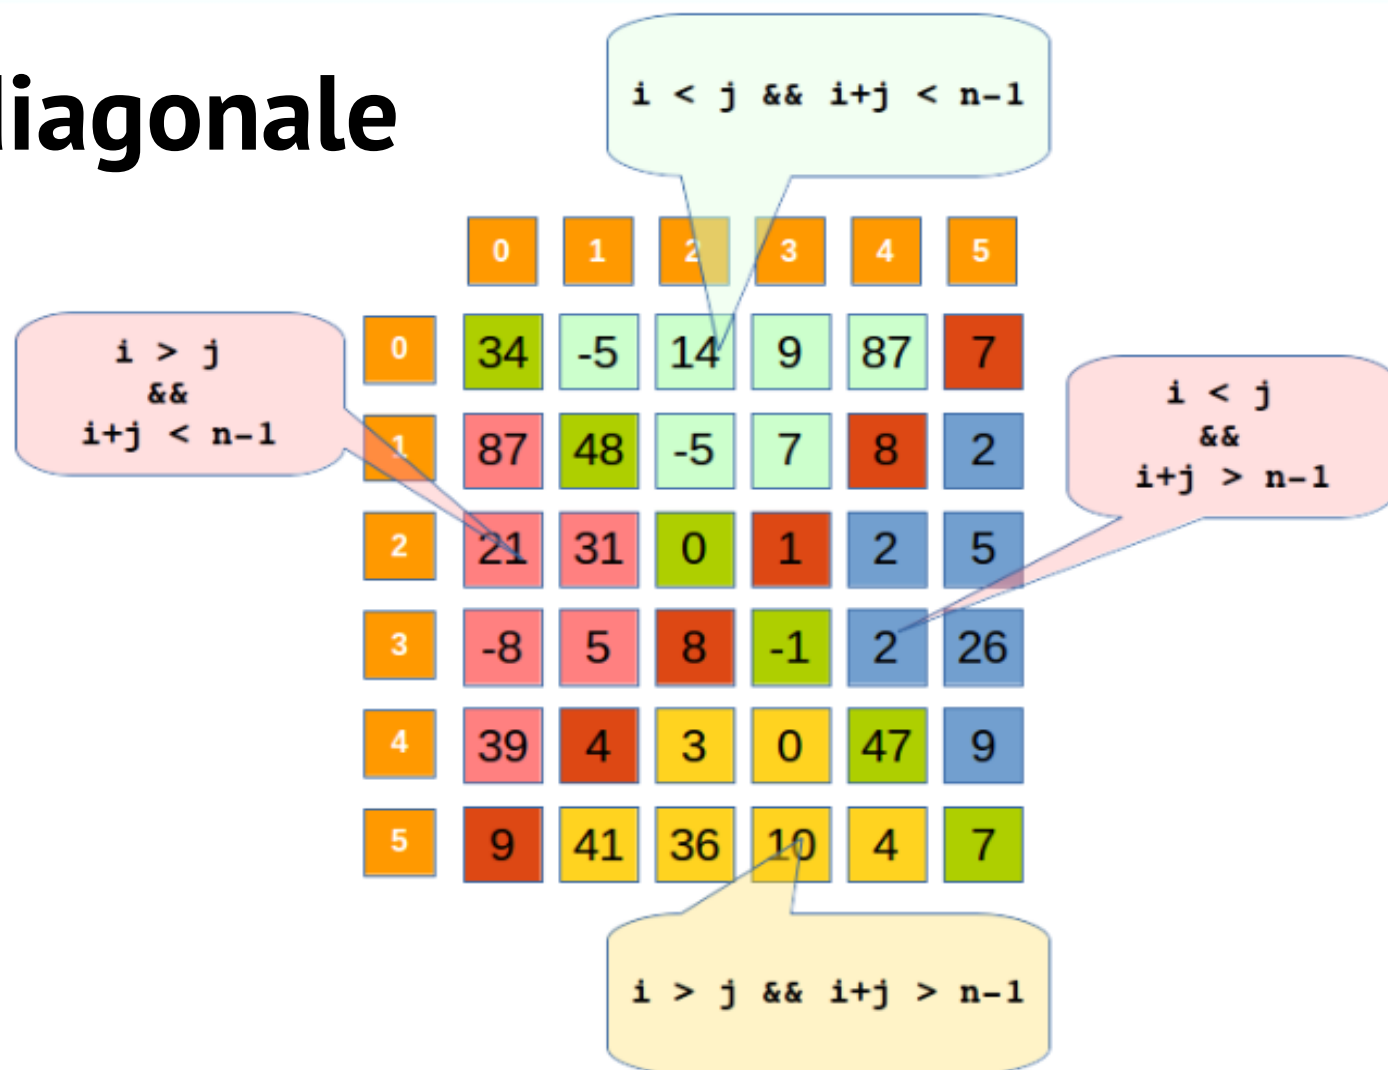 diagonale
i < j && i+j < n-1
0 1 2 3 4 5
0 34 -5 14 9 87 7
i > j
&&
i+j < n-1
i < j
&&
i+j > n-1
1 87 48 -5 7 8 2
2 21 31 0 1 2 5
3 -8 5 8 -1 2 26
4 39 4 3 0 47 9
5 9 41 36 10 4 7
i > j && i+j > n-1